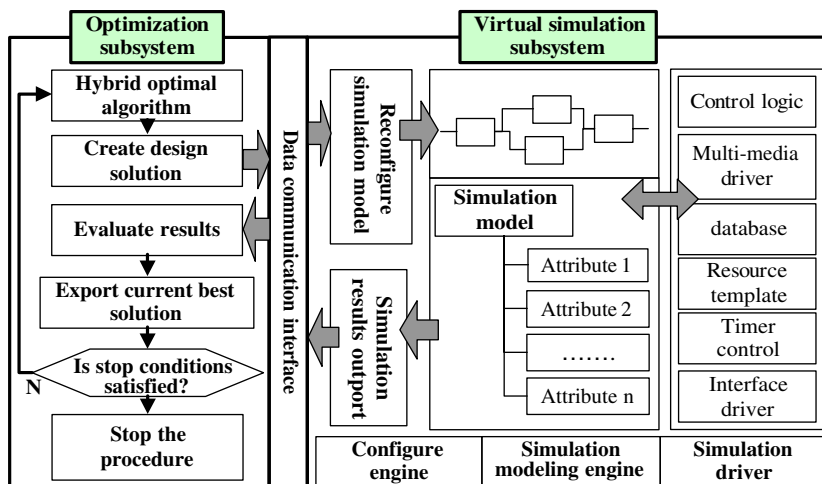 Optimization
subsystem
Hybrid optimal
algorithm
Create design
solution
Evaluate results
Export current best
solution
Is stop conditions
satisfied?
N
Stop the
procedure
Data communication interface
Virtual simulation
subsystem
Reconfigure
simulation model
Simulation
results outport
Simulation
model
Attribute 1
Attribute 2
…….
Attribute n
Control logic
Multi-media
driver
database
Resource
template
Timer
control
Interface
driver
Configure
engine
Simulation
modeling engine
Simulation
driver